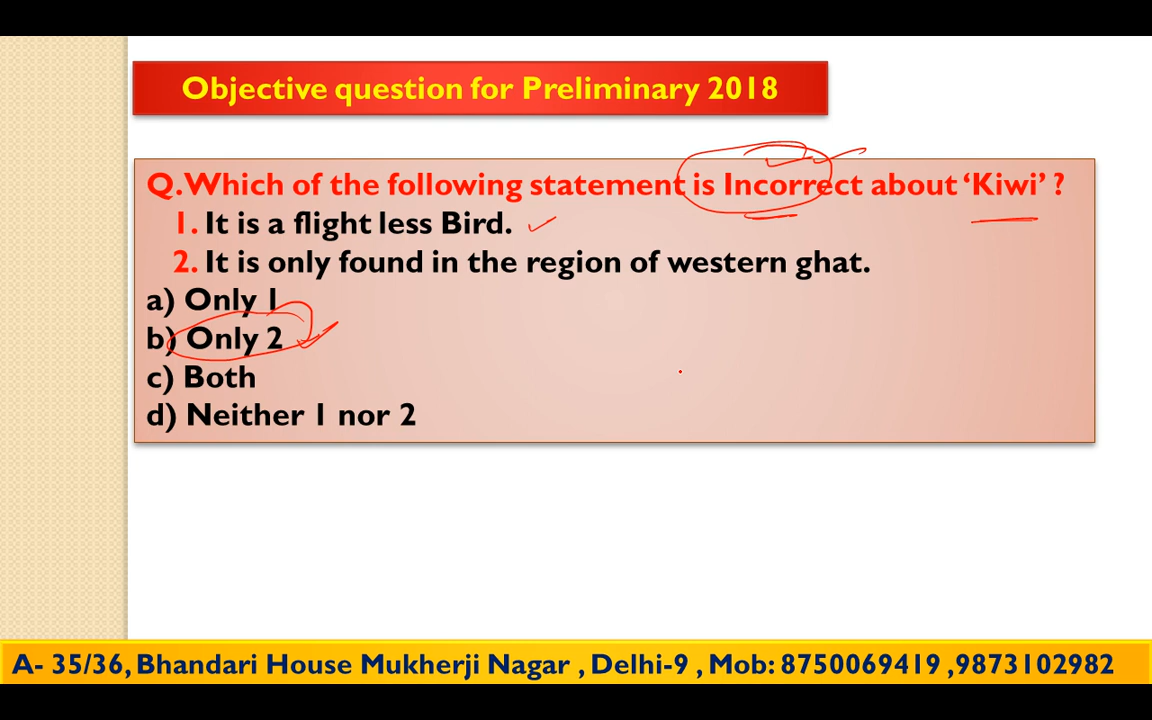 Objective question for Preliminary 2018
Q.Which of the following statement is Incorrect about ‘Kiwi’ ?
1. It is a flight less Bird.
2. It is only found in the region of western ghat.
a) Only 1
b) Only 2
c) Both
d) Neither 1 nor 2
A- 35/36, Bhandari House Mukherji Nagar , Delhi-9 , Mob: 8750069419 ,9873102982